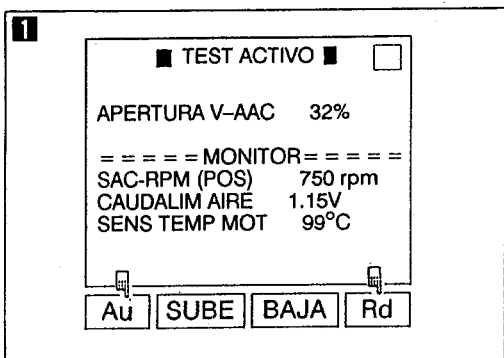 1
■ TEST ACTIVO ■
APERTURA V–AAC 32%
= = = = = MONITOR = = = = =
SAC-RPM (POS) 750 rpm
CAUDALIM AIRE 1.15V
SENS TEMP MOT 99°C
Au SUBE BAJA Rd